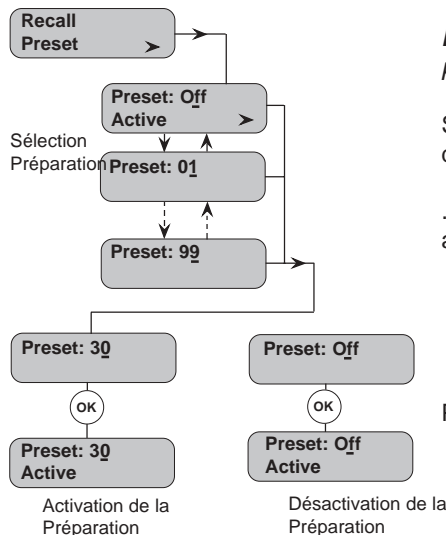 Recall
Preset
Preset: Off
Active
Sélection
Préparation
Preset: 01
Preset: 99
Preset: 30
OK
Preset: 30
Active
Activation de la
Préparation
Preset: Off
OK
Preset: Off
Active
Désactivation de la
Préparation